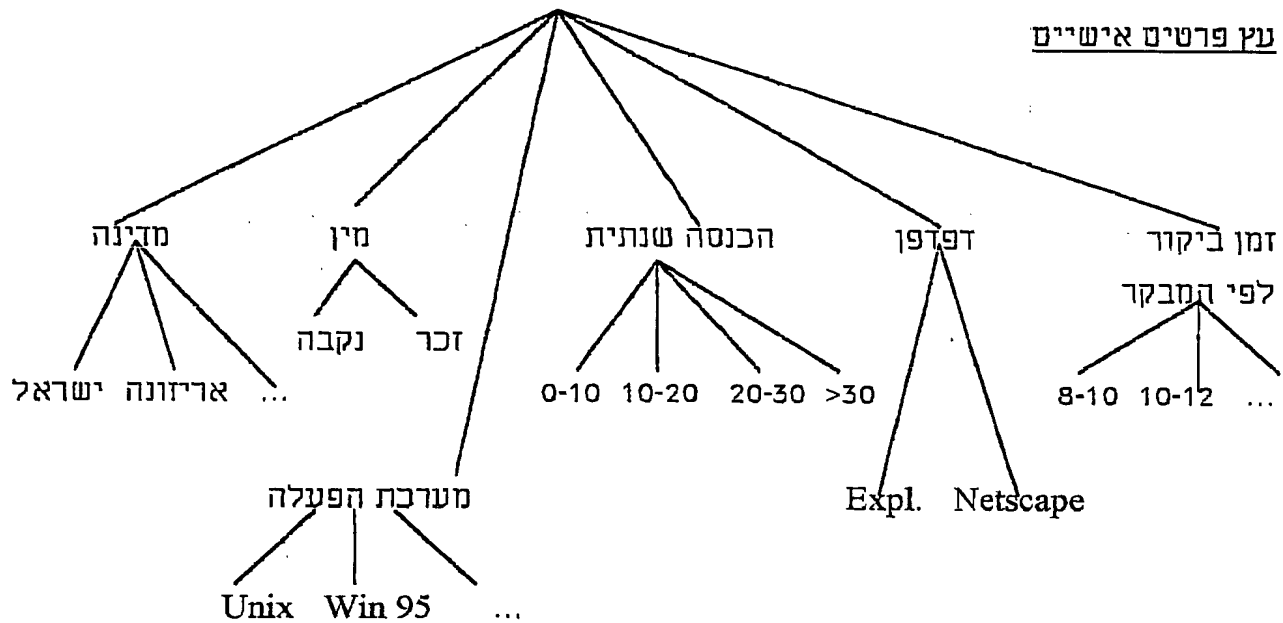 עץ פרטים אישיים
מדינה
מין
הכנסה שנתית
דפדפן
זמן ביקור
לפי המבקר
נקבה
זכר
ישראל
אריזונה
...
0-10 10-20 20-30 >30
8-10 10-12 ...
מערכת הפעלה
Expl. Netscape
Unix Win 95 ...